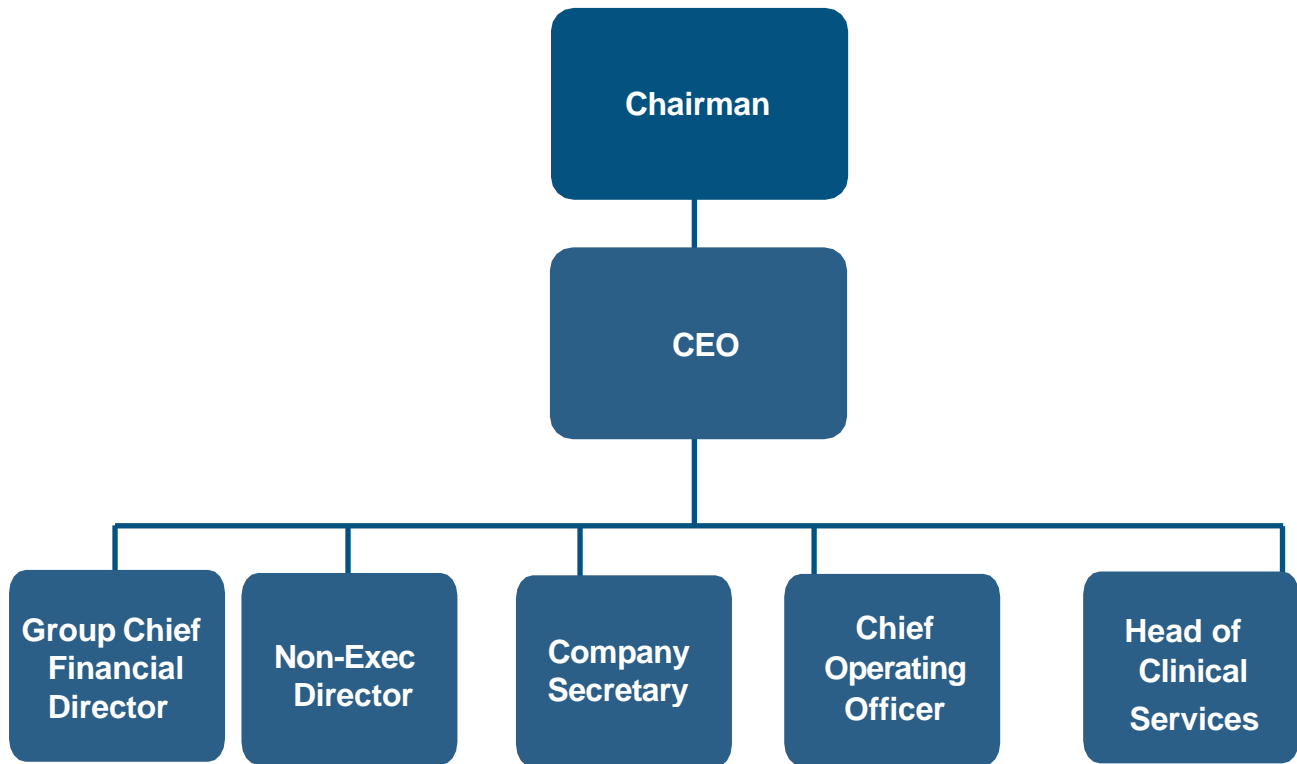 Chairman
CEO
Group Chief
Financial
Director
Non-Exec
Director
Company
Secretary
Chief
Operating
Officer
Head of
Clinical
Services